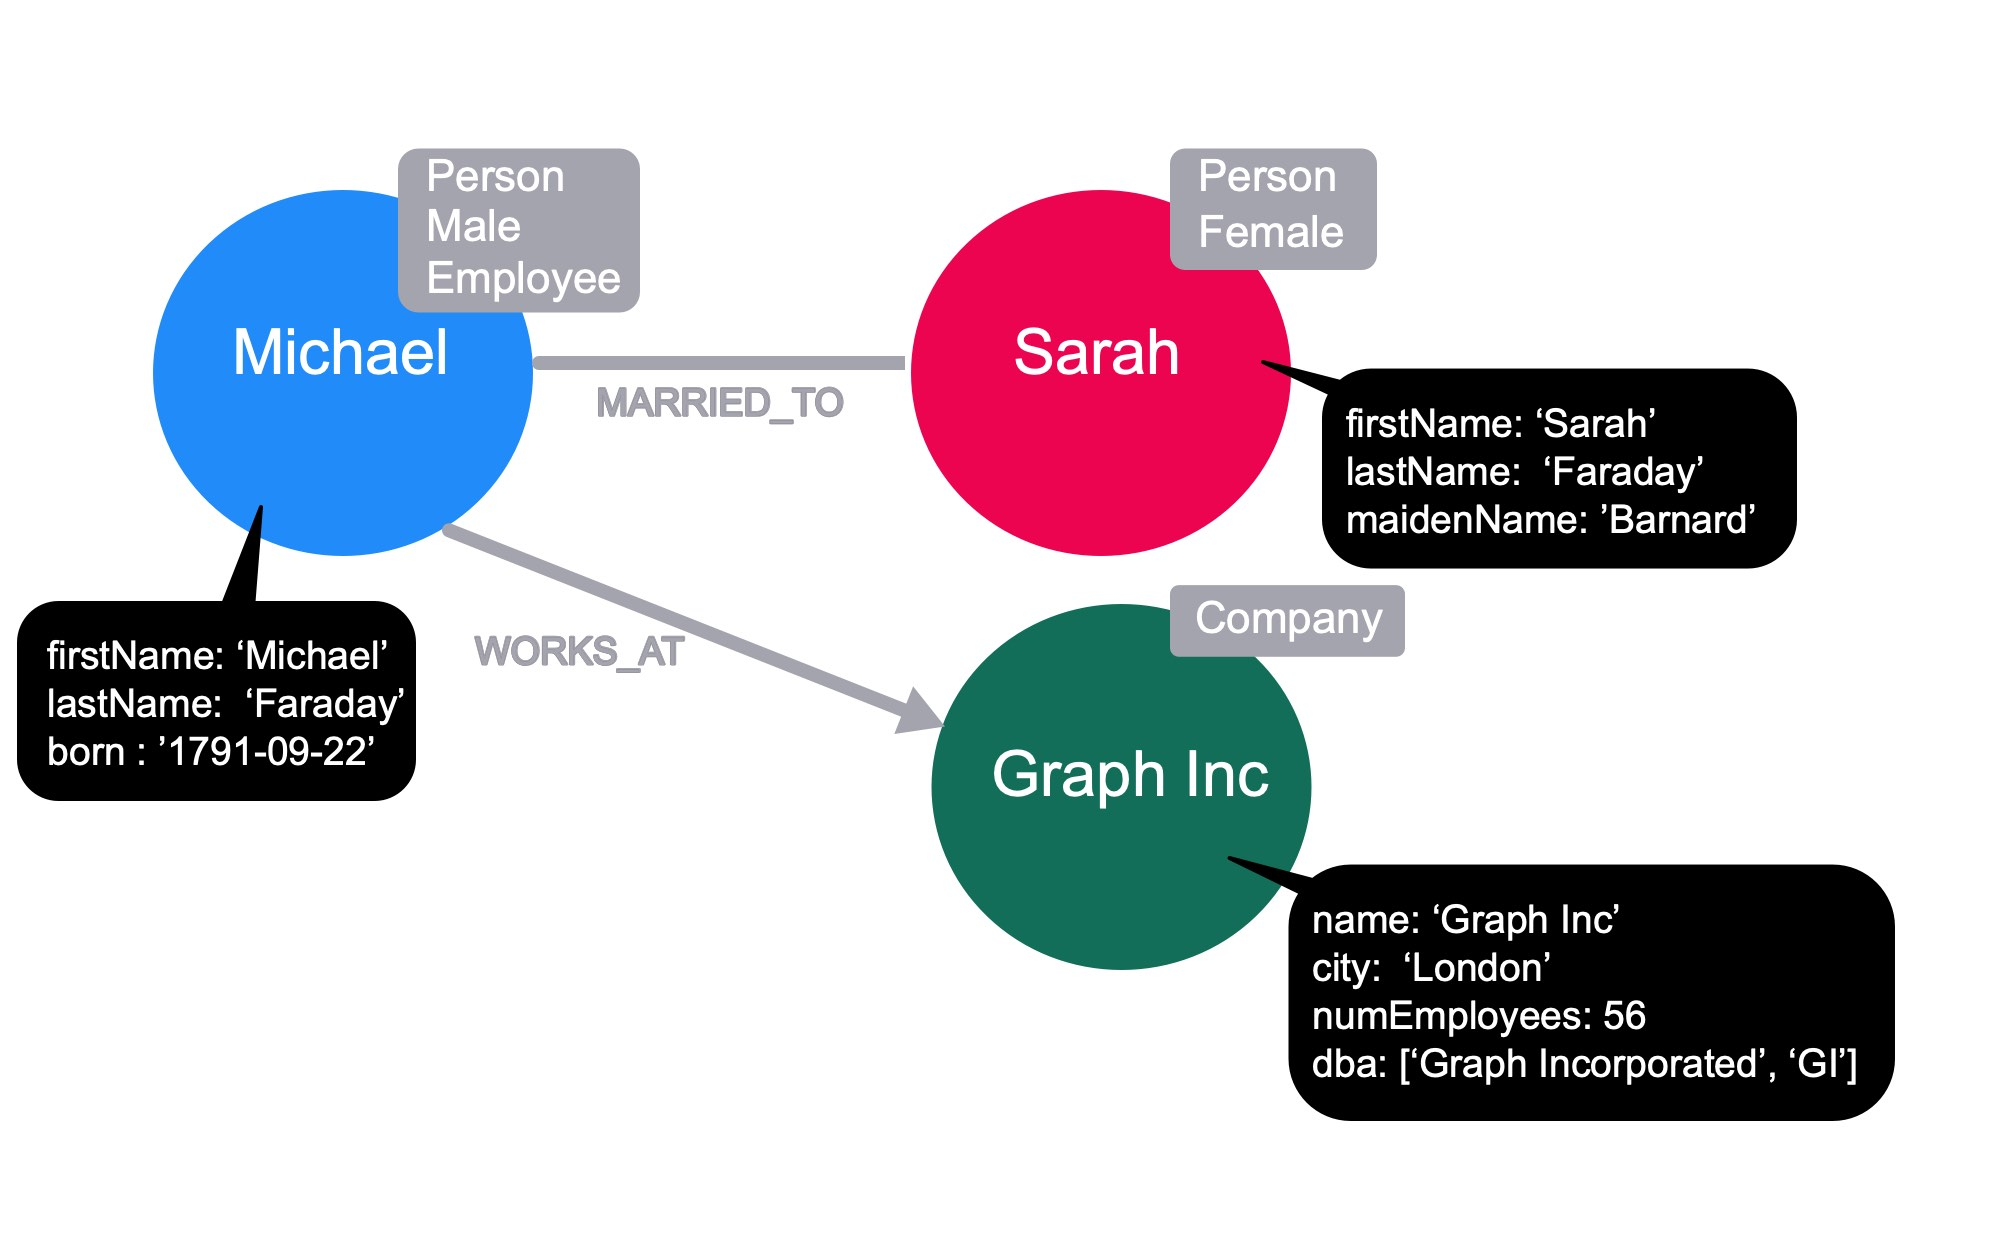 Person
Male
Employee
Michael
MARRIED_TO
Person
Female
Sarah
firstName: ‘Sarah’
lastName:  ‘Faraday’
maidenName: ’Barnard’
WORKS_AT
firstName: ‘Michael’
lastName:  ‘Faraday’
born : ’1791-09-22’
Company
Graph Inc
name: ‘Graph Inc’
city:  ‘London’
numEmployees: 56
dba: [‘Graph Incorporated’, ‘GI’]